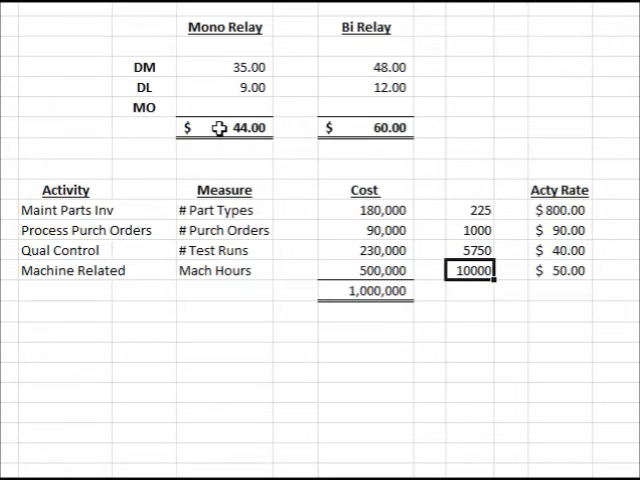 Mono Relay Bi Relay
DM 35.00 48.00
DL 9.00 12.00
MO
$ 44.00 $ 60.00
Activity Measure Cost Acty Rate
Maint Parts Inv # Part Types 180,000 225 $ 800.00
Process Purch Orders # Purch Orders 90,000 1000 $ 90.00
Qual Control # Test Runs 230,000 5750 $ 40.00
Machine Related Mach Hours 500,000 10000 $ 50.00
1,000,000